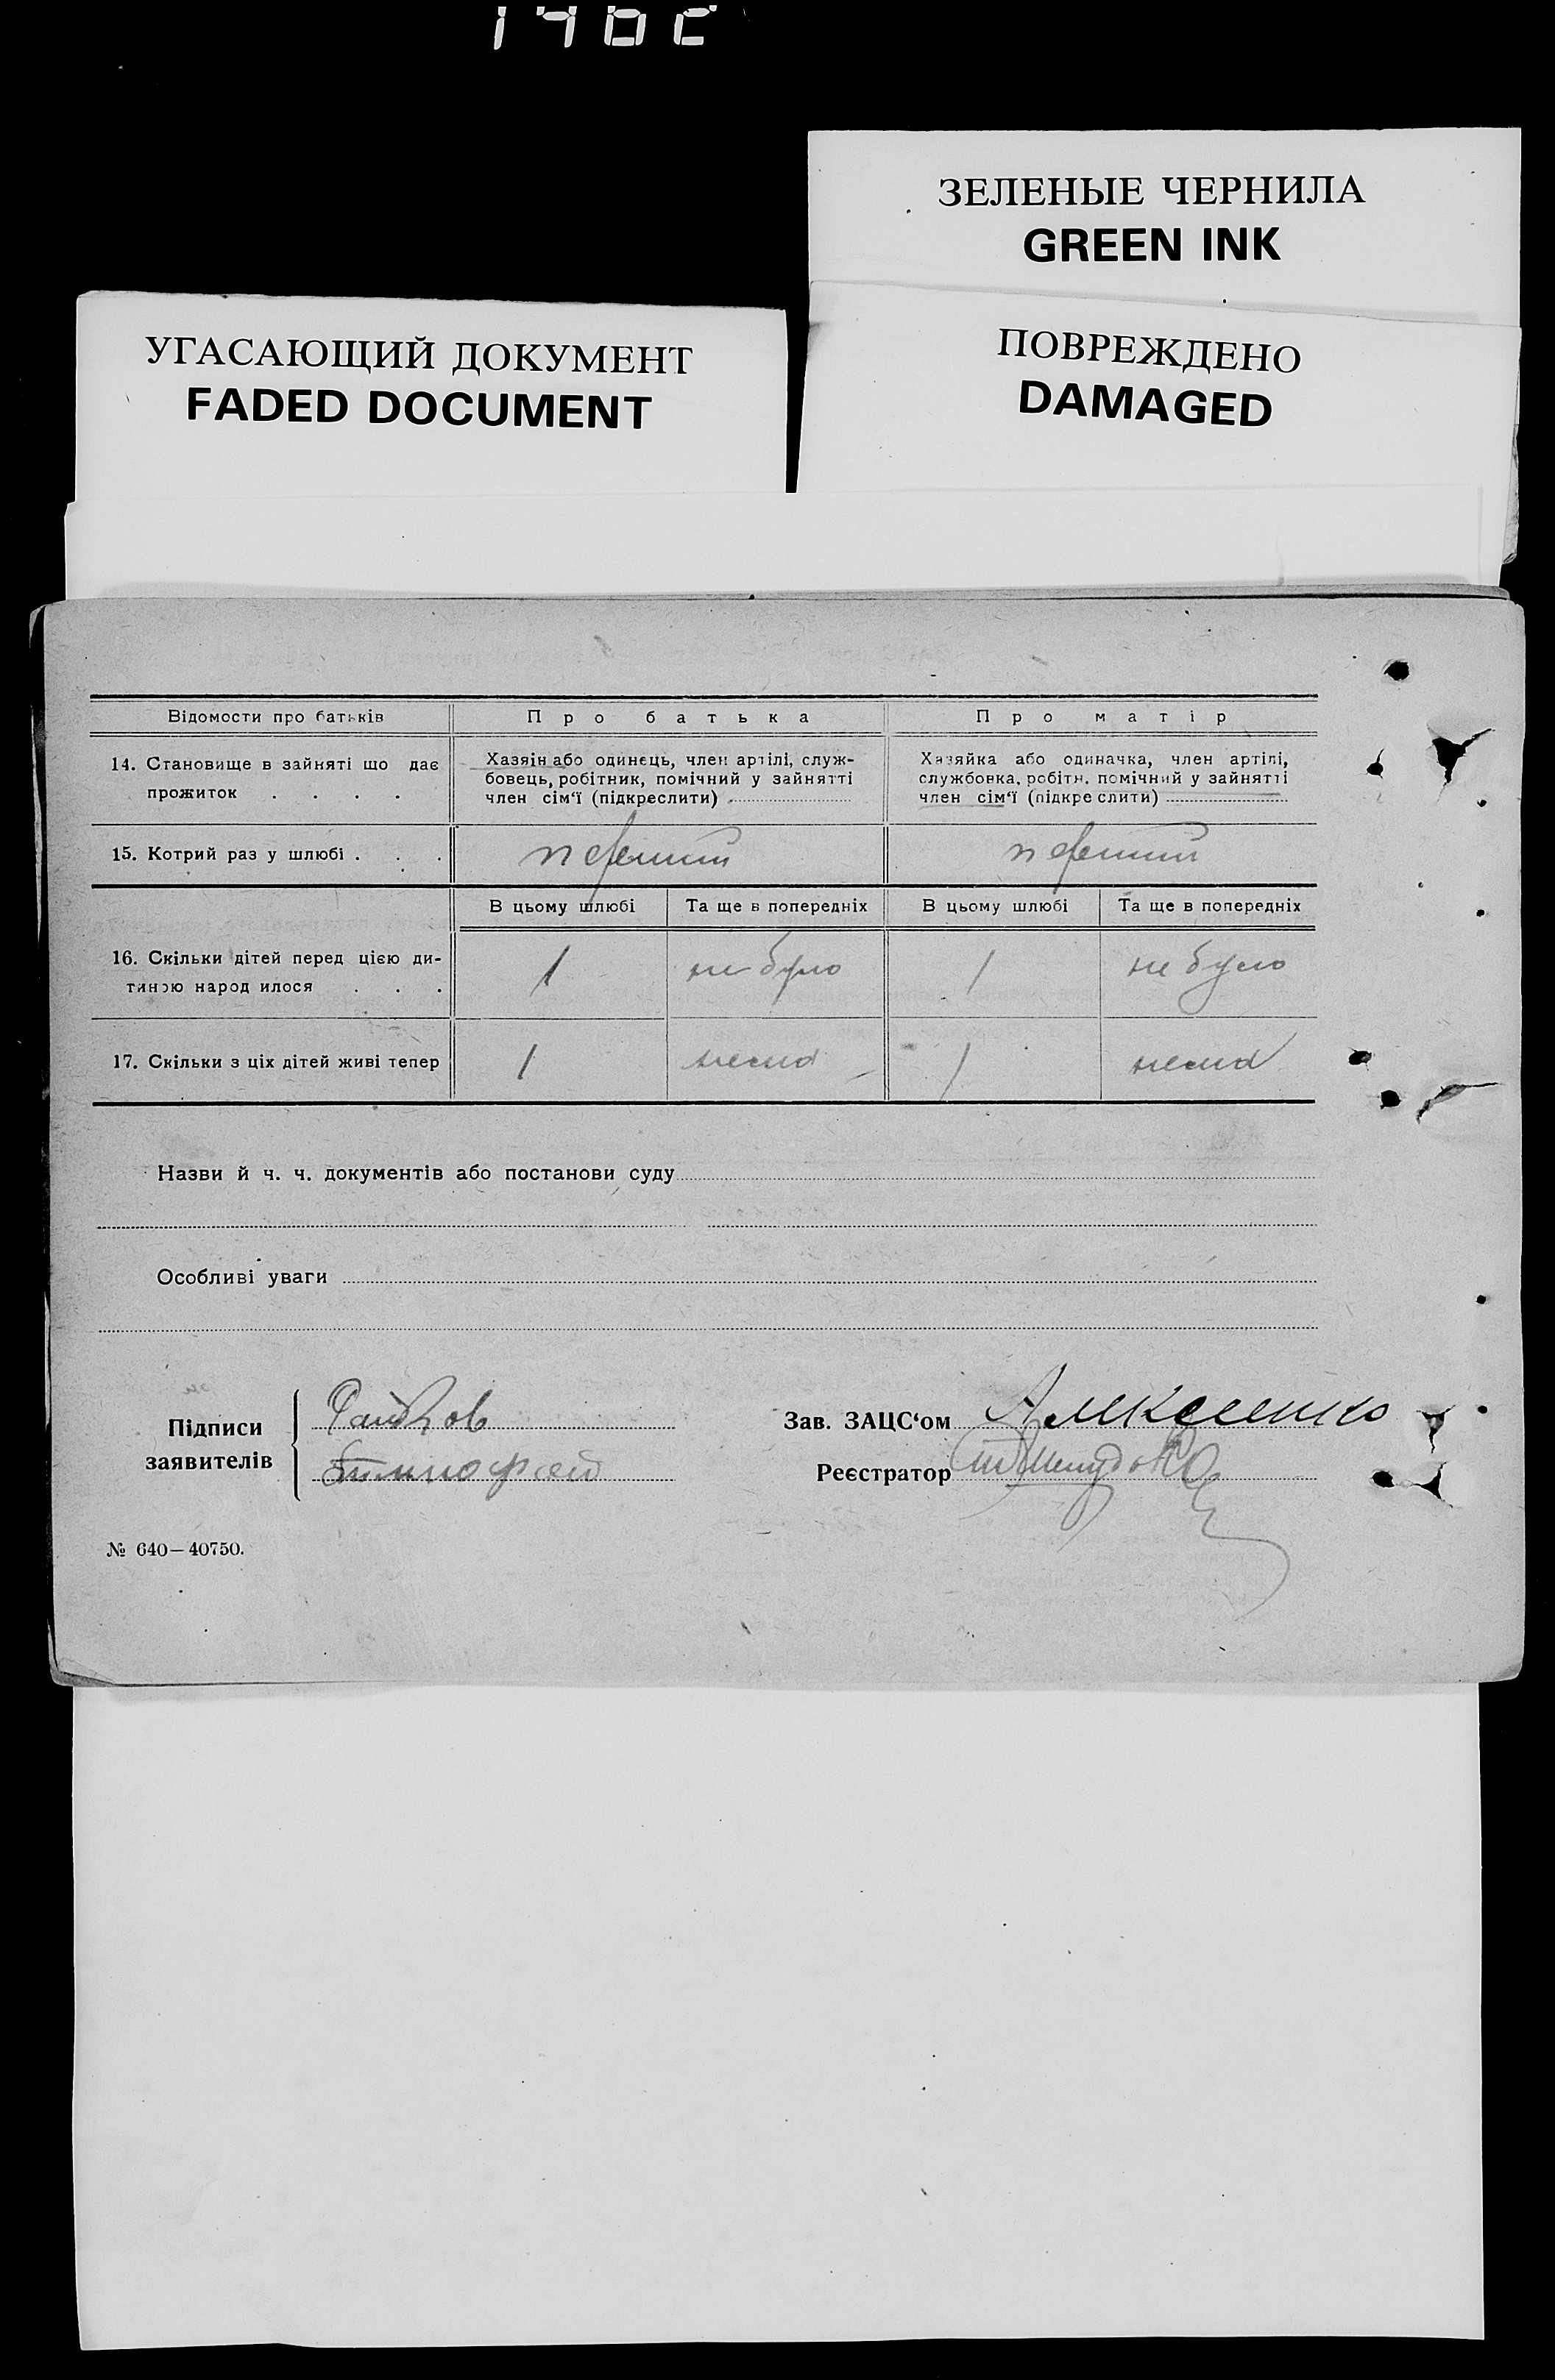 ЗЕЛЕНЫЕ ЧЕРНИЛА
GREEN INK
УГАСАЮЩИЙ ДОКУМЕНТ
FADED DOCUMENT
ПОВРЕЖДЕНО
DAMAGED
Відомости про батьків
Про батька
Про матір
14. Становище в зайняті що дає
прожиток . . . .
Хазяін або одинець, член артілі, служ-
бовець, робітник, помічний у зайнятті
член сім'ї (підкреслити)
Хазяйка або одиначка, член артілі,
службовка, робітн. помічний у зайнятті
член сім'ї (підкреслити)
15. Котрий раз у шлюбі . . .
перший
перший
В цьому шлюбі
Та ще в попередніх
В цьому шлюбі
Та ще в попередніх
16. Скільки дітей перед цією ди-
тиною народилося . . .
1
не було
1
не було
17. Скільки з ціх дітей живі тепер
1
нема
1
нема
Назви й ч. ч. документів або постанови суду
Особливі уваги
Підписи
заявителів
Зав. ЗАЦС'ом
Реєстратор
№ 640—40750.